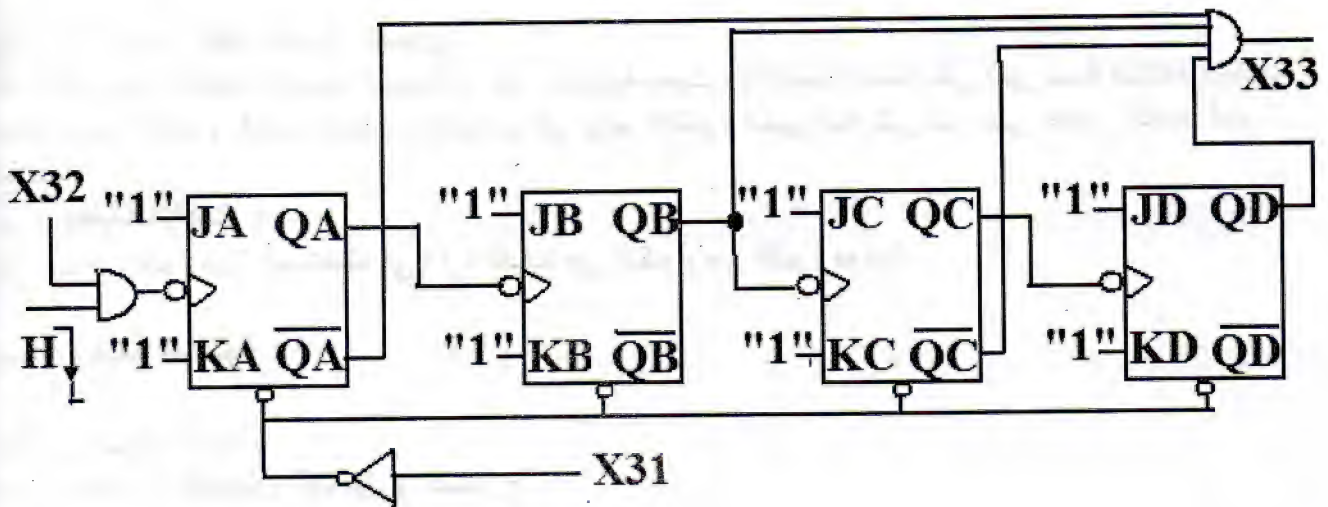 X33
X32
"1" JA QA "1" JB QB "1" JC QC "1" JD QD
H "1" KA QA "1" KB QB "1" KC QC "1" KD QD
X31